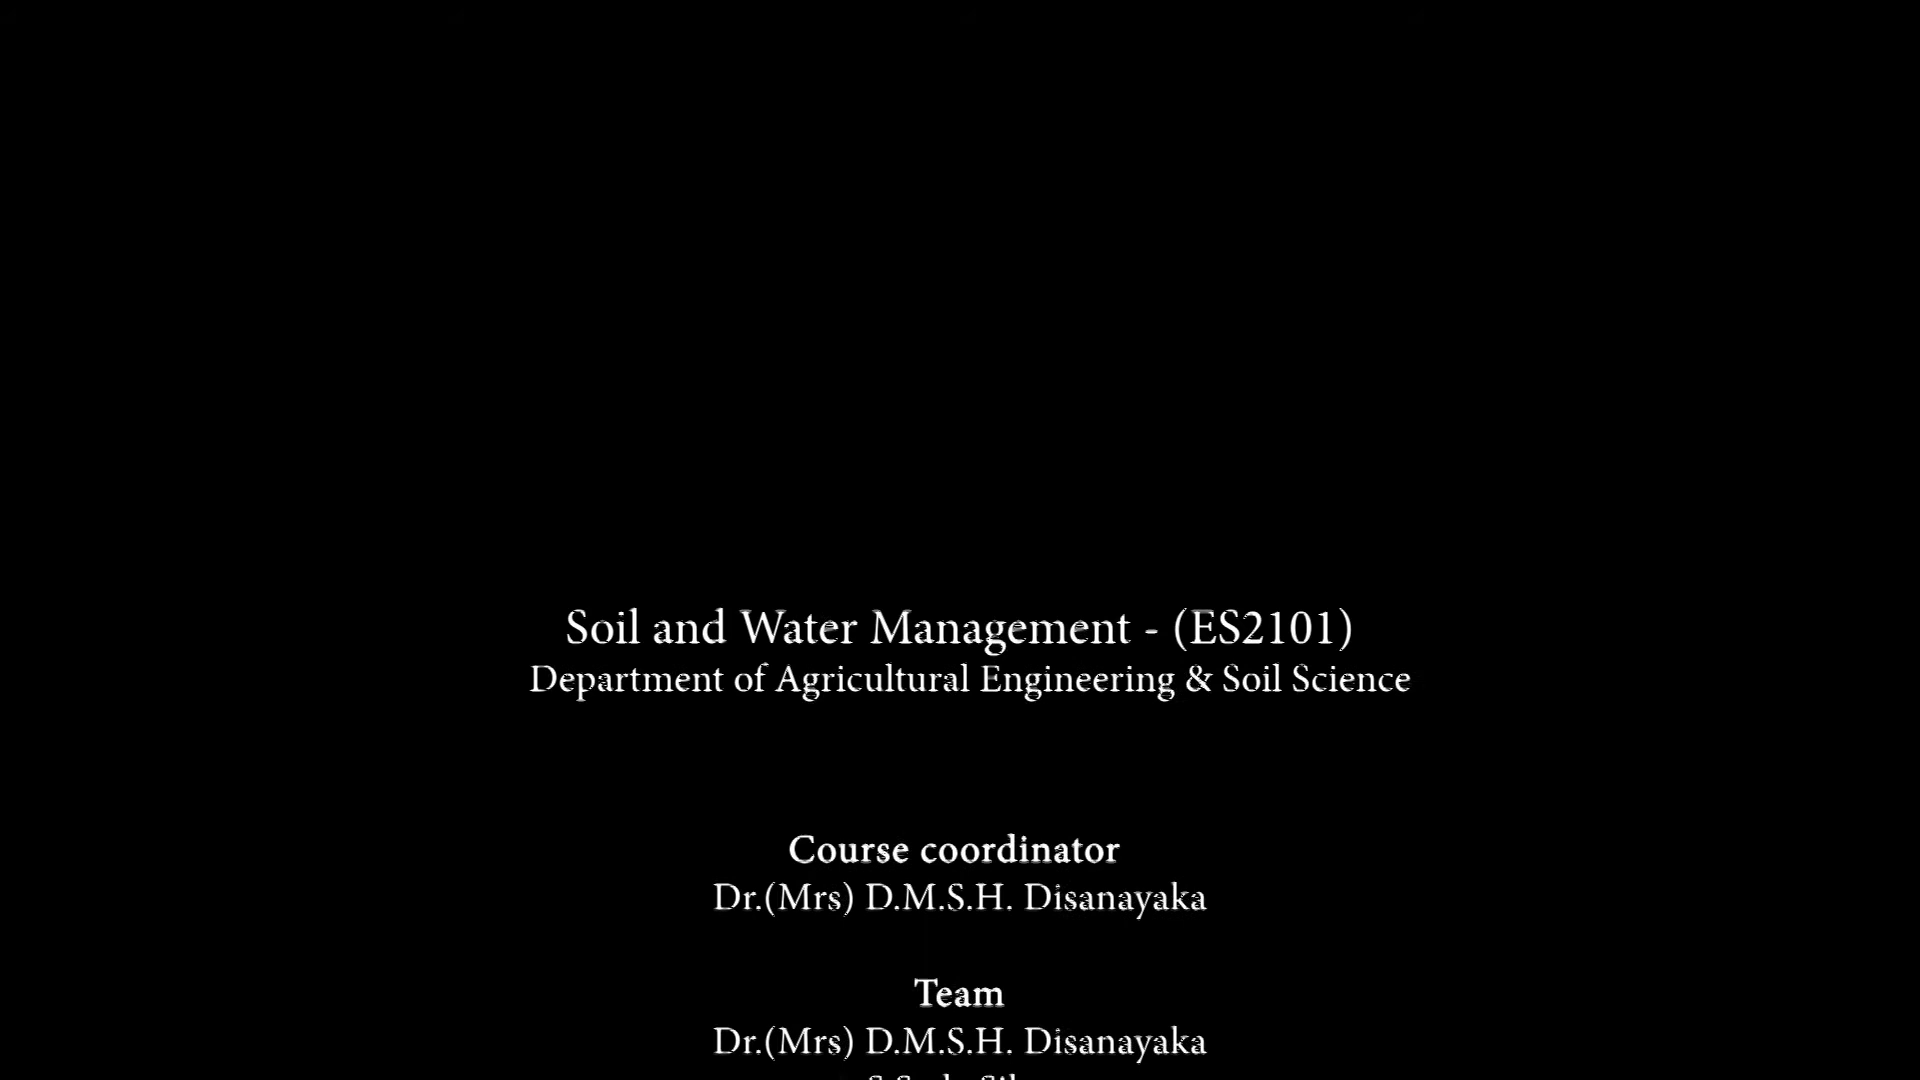 Soil and Water Management - (ES2101)
Department of Agricultural Engineering & Soil Science
Course coordinator
Dr.(Mrs) D.M.S.H. Disanayaka
Team
Dr.(Mrs) D.M.S.H. Disanayaka